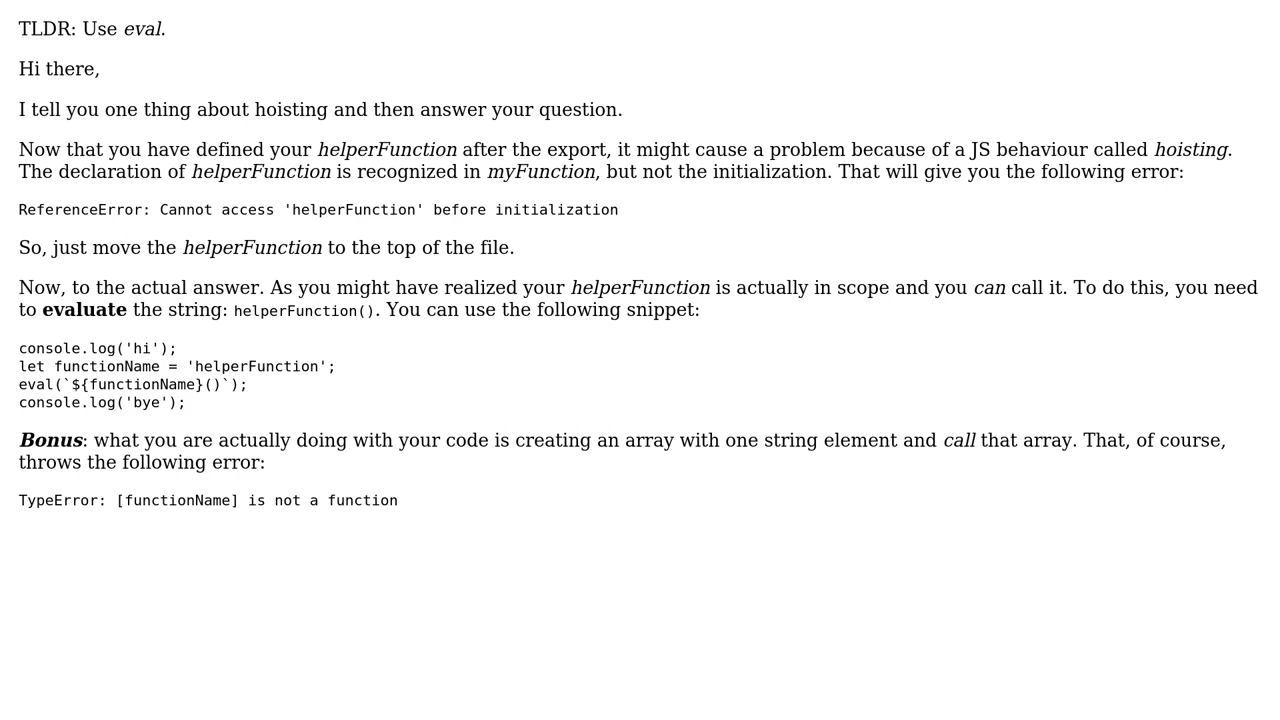 TLDR: Use eval.
Hi there,
I tell you one thing about hoisting and then answer your question.
Now that you have defined your helperFunction after the export, it might cause a problem because of a JS behaviour called hoisting.
The declaration of helperFunction is recognized in myFunction, but not the initialization. That will give you the following error:
ReferenceError: Cannot access 'helperFunction' before initialization
So, just move the helperFunction to the top of the file.
Now, to the actual answer. As you might have realized your helperFunction is actually in scope and you can call it. To do this, you need
to evaluate the string: helperFunction(). You can use the following snippet:
console.log('hi');
let functionName = 'helperFunction';
eval(`${functionName}()`);
console.log('bye');
Bonus: what you are actually doing with your code is creating an array with one string element and call that array. That, of course,
throws the following error:
TypeError: [functionName] is not a function